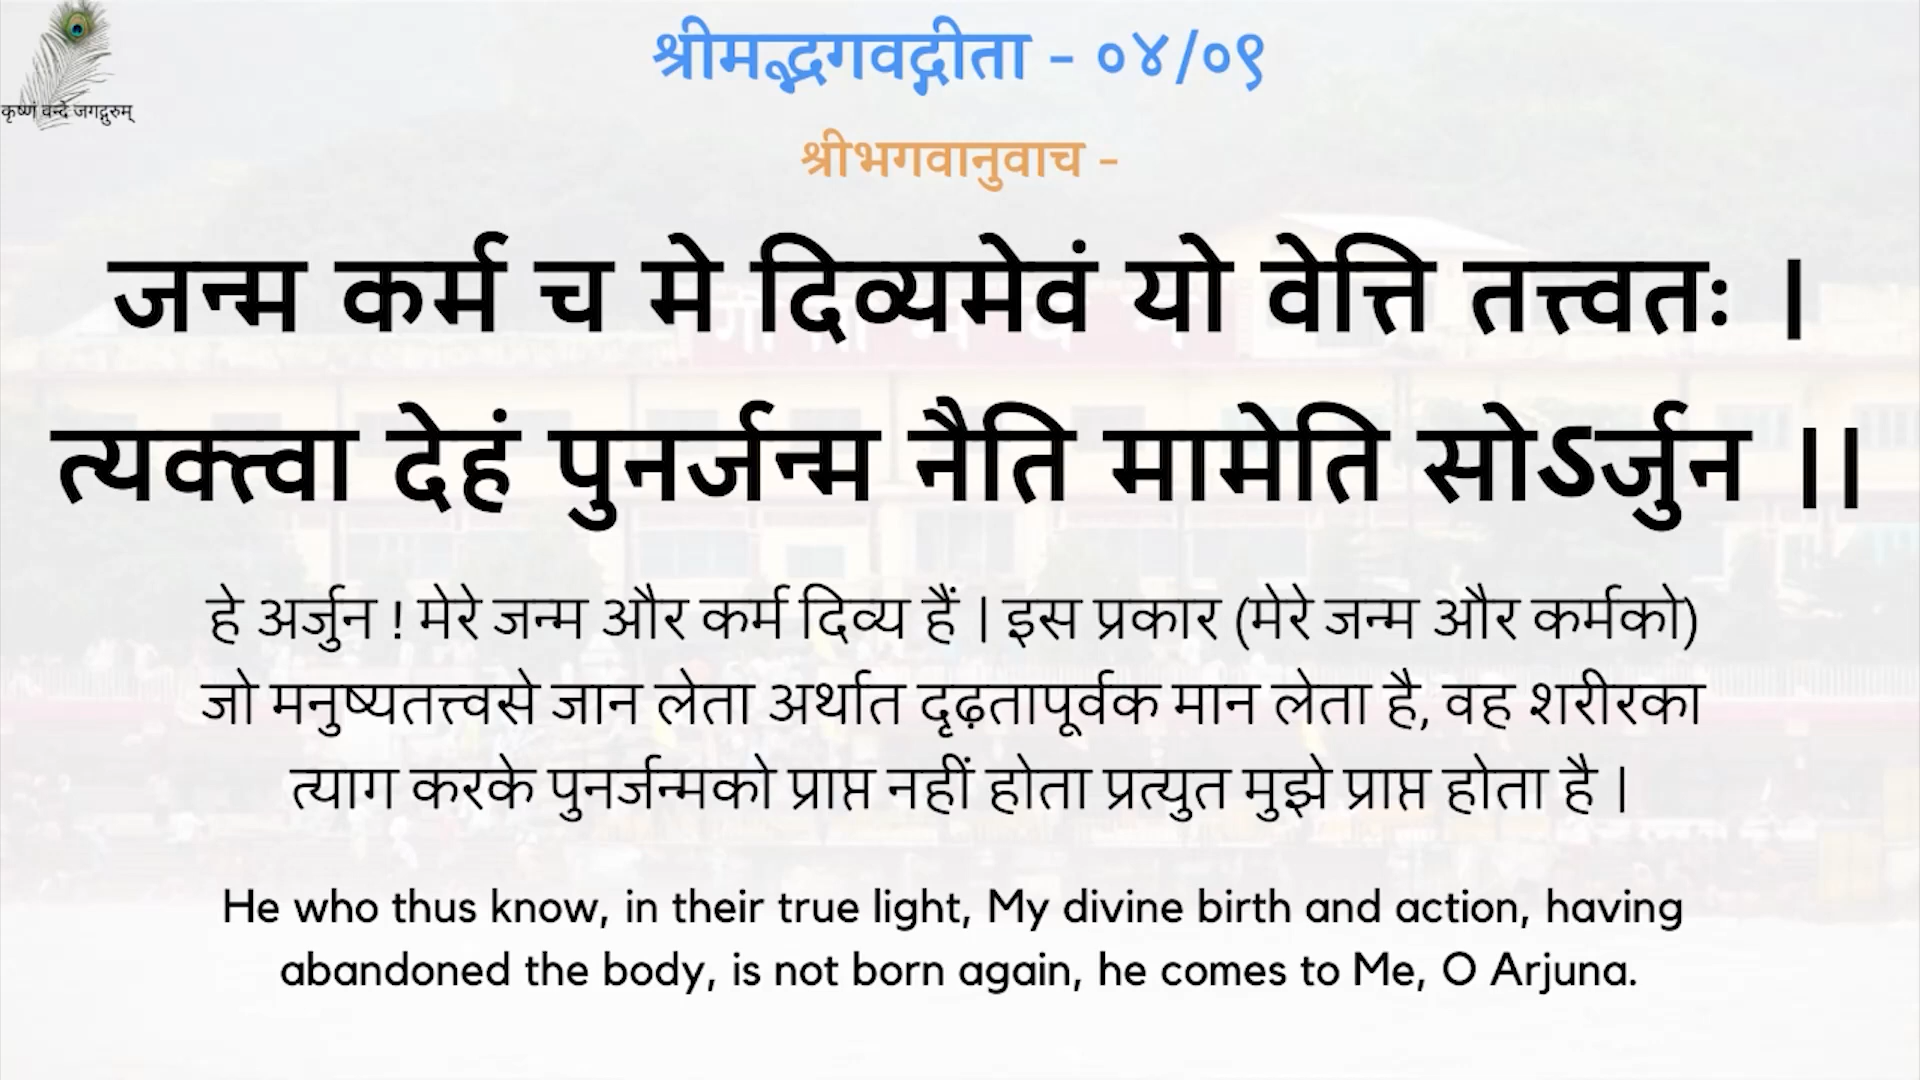 कृष्णं वन्दे जगद्गुरुम्
श्रीमद्भगवद्गीता - ०४/०९
श्रीभगवानुवाच -
जन्म कर्म च मे दिव्यमेवं यो वेत्ति तत्त्वतः |
त्यक्त्वा देहं पुनर्जन्म नैति मामेति सोऽर्जुन ||
हे अर्जुन ! मेरे जन्म और कर्म दिव्य हैं | इस प्रकार (मेरे जन्म और कर्मको)
जो मनुष्यतत्त्वसे जान लेता अर्थात दृढ़तापूर्वक मान लेता है, वह शरीरका
त्याग करके पुनर्जन्मको प्राप्त नहीं होता प्रत्युत मुझे प्राप्त होता है |
He who thus know, in their true light, My divine birth and action, having
abandoned the body, is not born again, he comes to Me, O Arjuna.